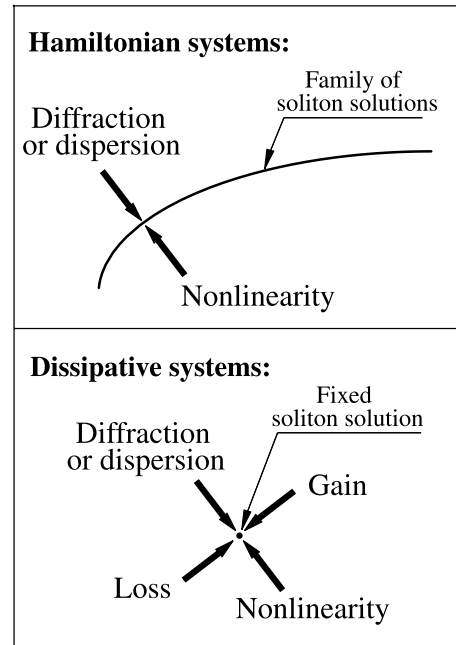 Hamiltonian systems:
Family of
soliton solutions
Diffraction
or dispersion
Nonlinearity
Dissipative systems:
Fixed
soliton solution
Diffraction
or dispersion
Gain
Loss
Nonlinearity